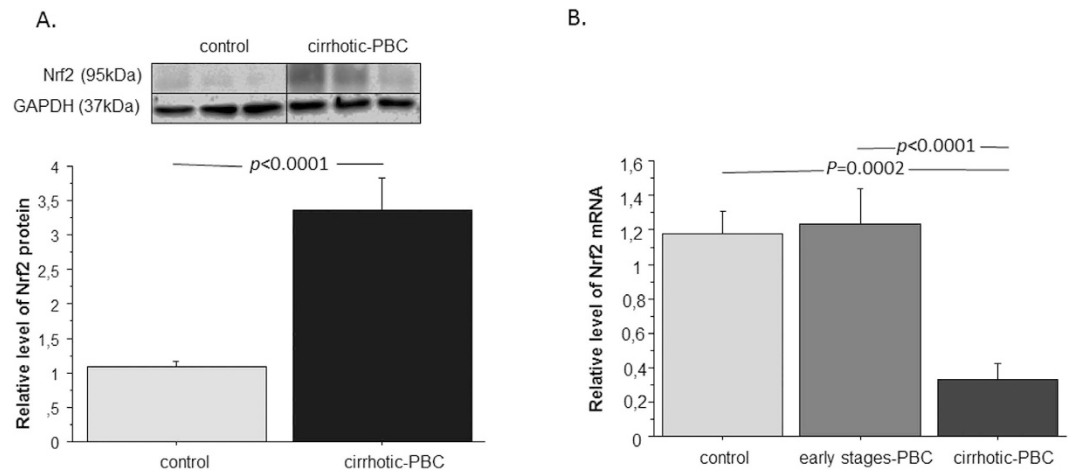 A.
control cirrhotic-PBC
Nrf2 (95kDa)
GAPDH (37kDa)
p<0.0001
Relative level of Nrf2 protein
4
3,5
3
2,5
2
1,5
1
,5
0
control cirrhotic-PBC
B.
p<0.0001
P=0.0002
Relative level of Nrf2 mRNA
1,6
1,4
1,2
1
0,8
0,6
0,4
0,2
0
control early stages-PBC cirrhotic-PBC